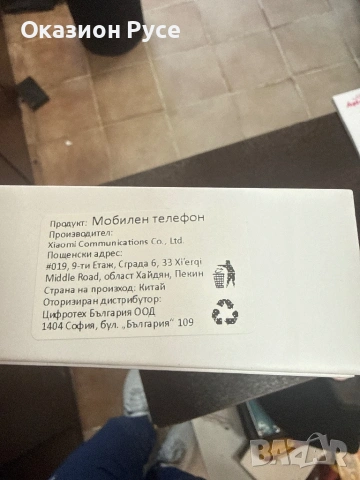 Оказион Русе
Продукт: Мобилен телефон
Производител:
Xiaomi Communications Co., Ltd.
Пощенски адрес:
#019, 9-ти Етаж, Сграда 6, 33 Xi'erqi
Middle Road, област Хайдян, Пекин
Страна на произход: Китай
Оторизиран дистрибутор:
Цифротех България ООД
1404 София, бул. „България" 109
BAZAR